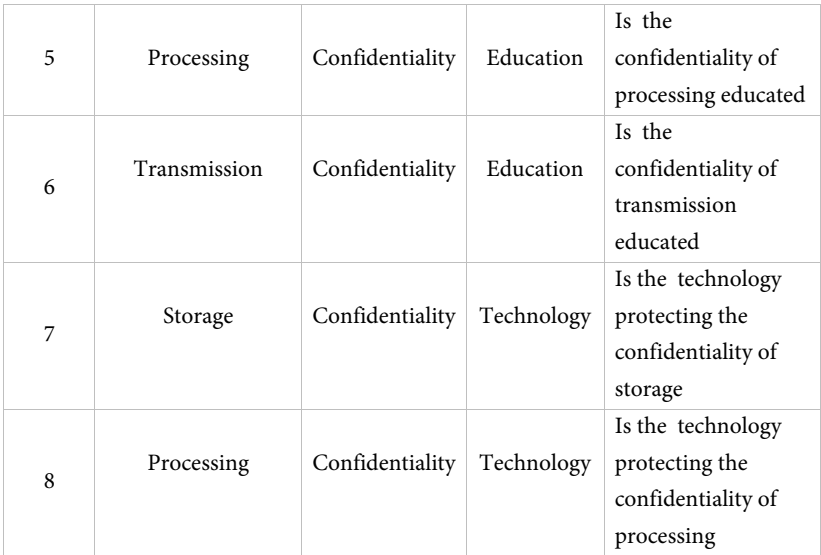 5 Processing Confidentiality Education Is the
confidentiality of
processing educated
6 Transmission Confidentiality Education Is the
confidentiality of
transmission
educated
7 Storage Confidentiality Technology Is the technology
protecting the
confidentiality of
storage
8 Processing Confidentiality Technology Is the technology
protecting the
confidentiality of
processing